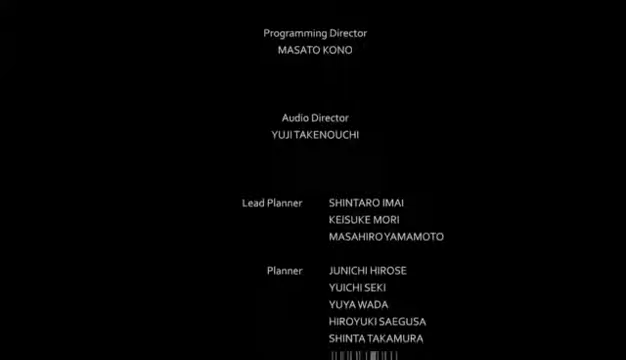 Programming Director
MASATO KONO
Audio Director
YUJI TAKENOUCHI
Lead Planner SHINTARO IMAI
KEISUKE MORI
MASAHIRO YAMAMOTO
Planner JUNICHI HIROSE
YUICHI SEKI
YUYA WADA
HIROYUKI SAEGUSA
SHINTA TAKAMURA